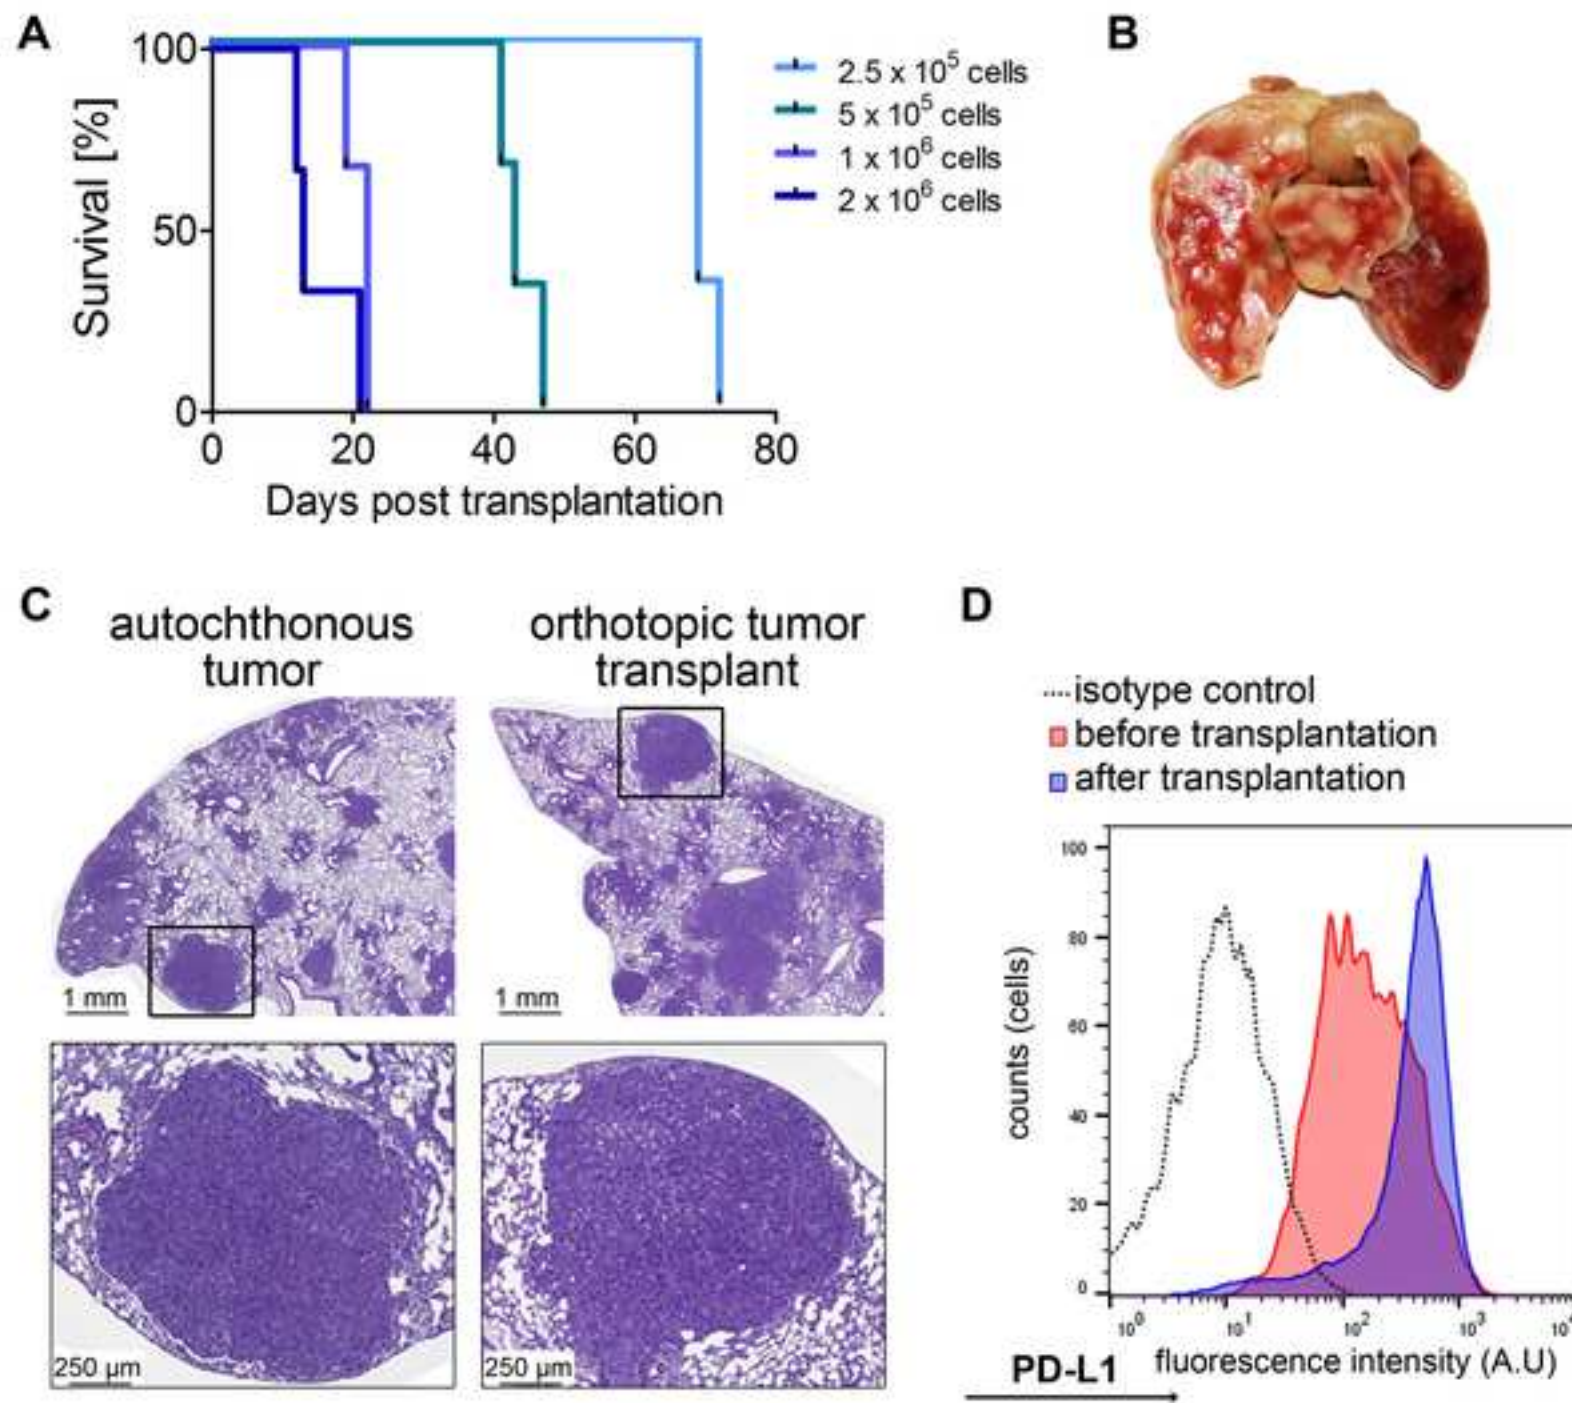 A
100
50
0
Survival [%]
0 20 40 60 80
Days post transplantation
2.5 x 10⁵ cells
5 x 10⁵ cells
1 x 10⁶ cells
2 x 10⁶ cells
B
C
autochthonous
tumor
orthotopic tumor
transplant
1 mm
1 mm
250 µm
250 µm
D
isotype control
before transplantation
after transplantation
100
80
60
40
20
0
counts (cells)
10⁰ 10¹ 10² 10³
PD-L1
fluorescence intensity (A.U)